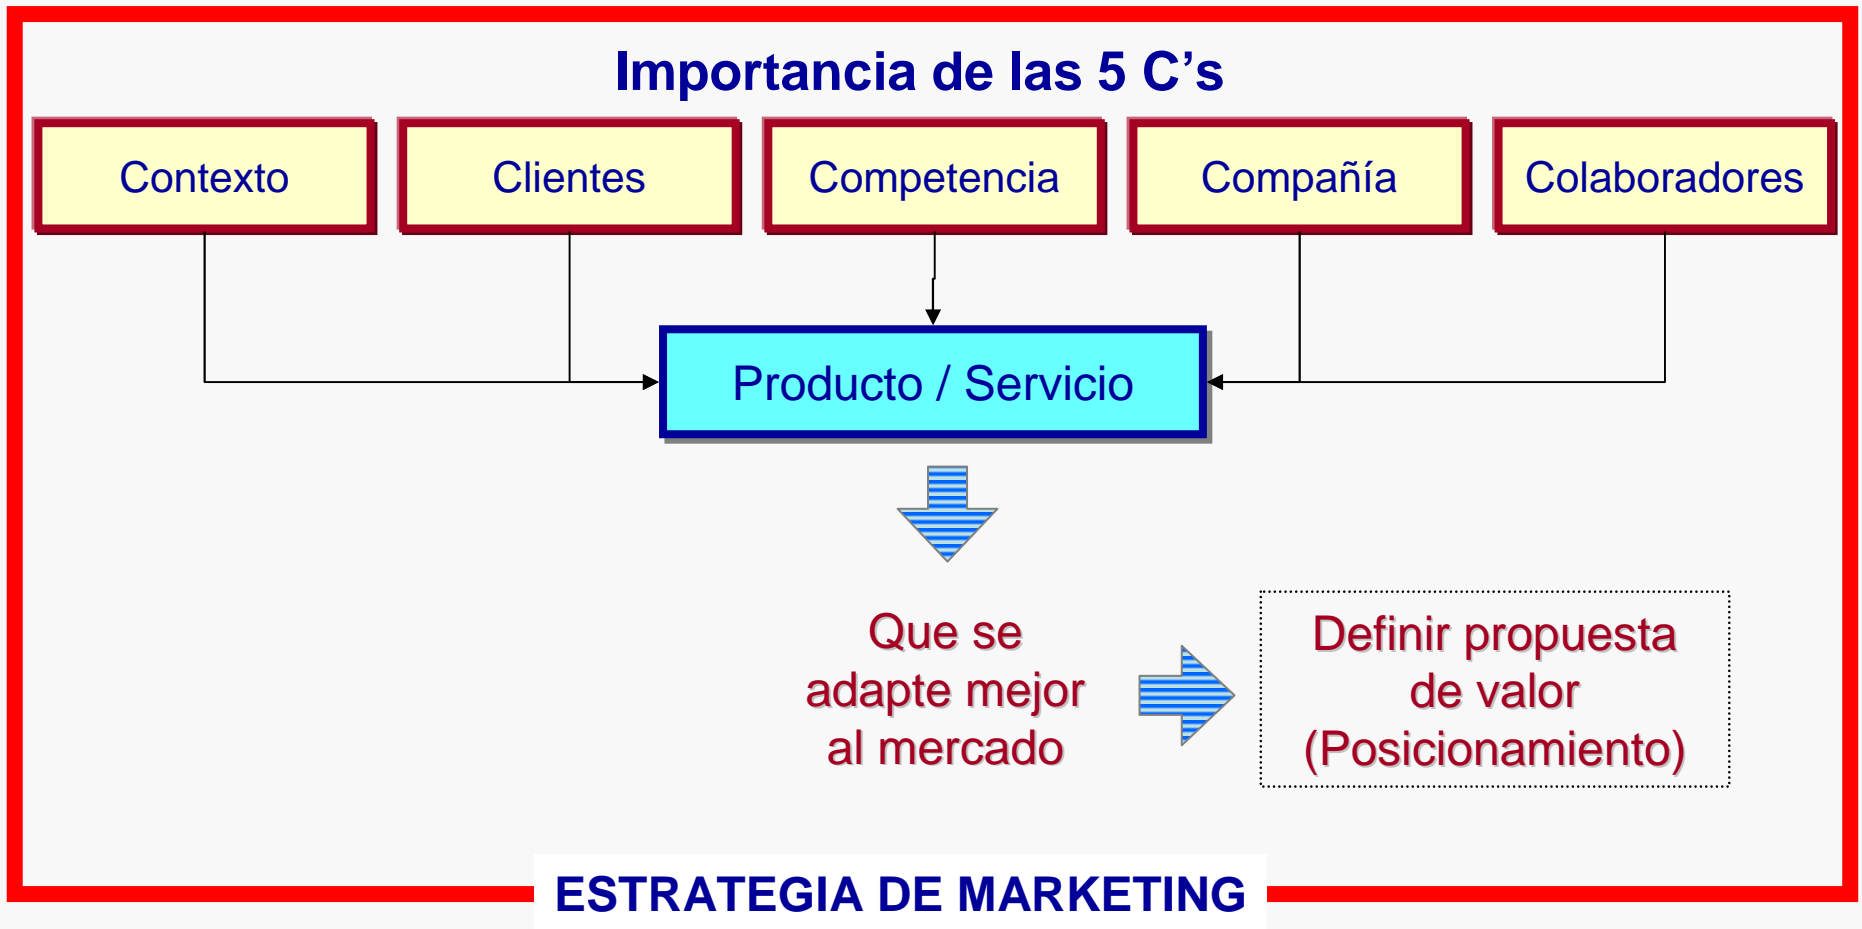 Importancia de las 5 C’s
Contexto
Clientes
Competencia
Compañía
Colaboradores
Producto / Servicio
Que se
adapte mejor
al mercado
Definir propuesta
de valor
(Posicionamiento)
ESTRATEGIA DE MARKETING